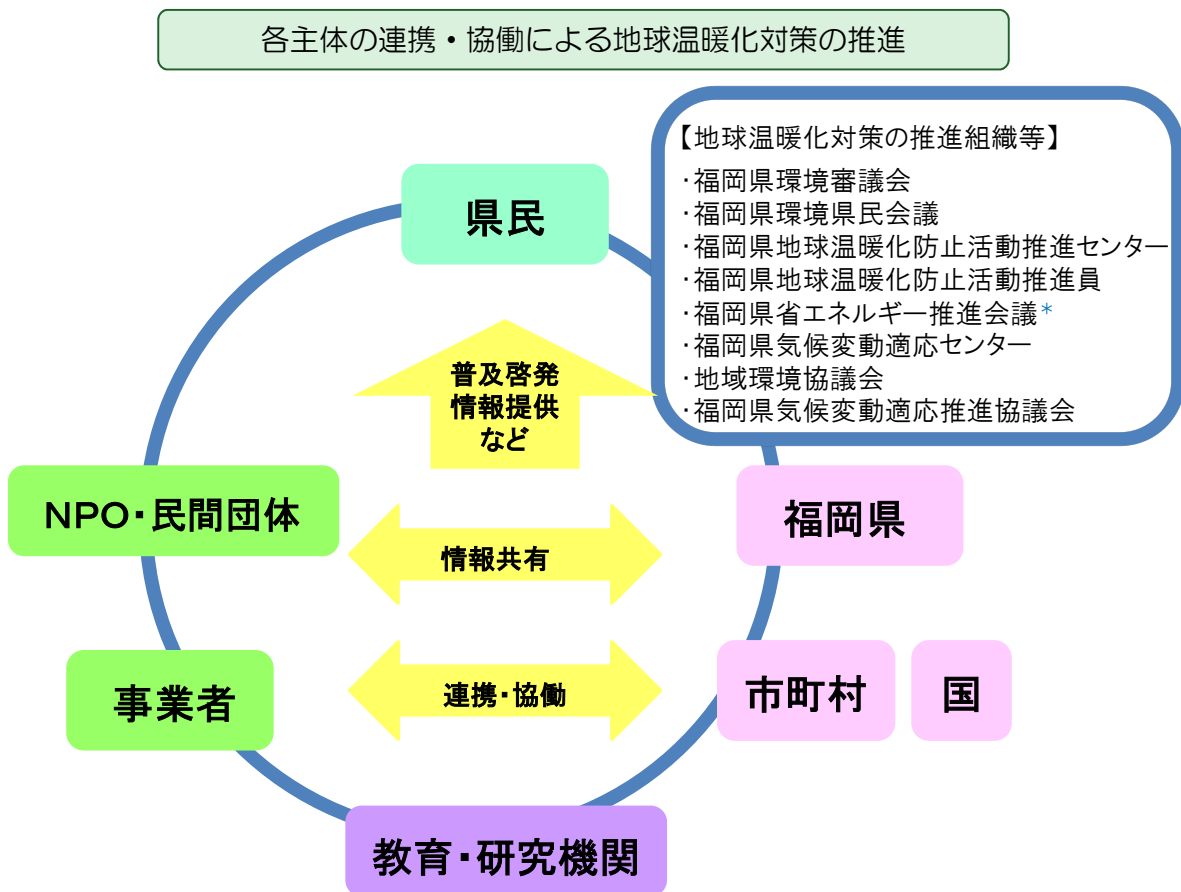 各主体の連携・協働による地球温暖化対策の推進
【地球温暖化対策の推進組織等】
・福岡県環境審議会
・福岡県環境県民会議
・福岡県地球温暖化防止活動推進センター
・福岡県地球温暖化防止活動推進員
・福岡県省エネルギー推進会議*
・福岡県気候変動適応センター
・地域環境協議会
・福岡県気候変動適応推進協議会
県民
普及啓発
情報提供
など
NPO・民間団体
福岡県
情報共有
事業者
連携・協働
市町村
国
教育・研究機関